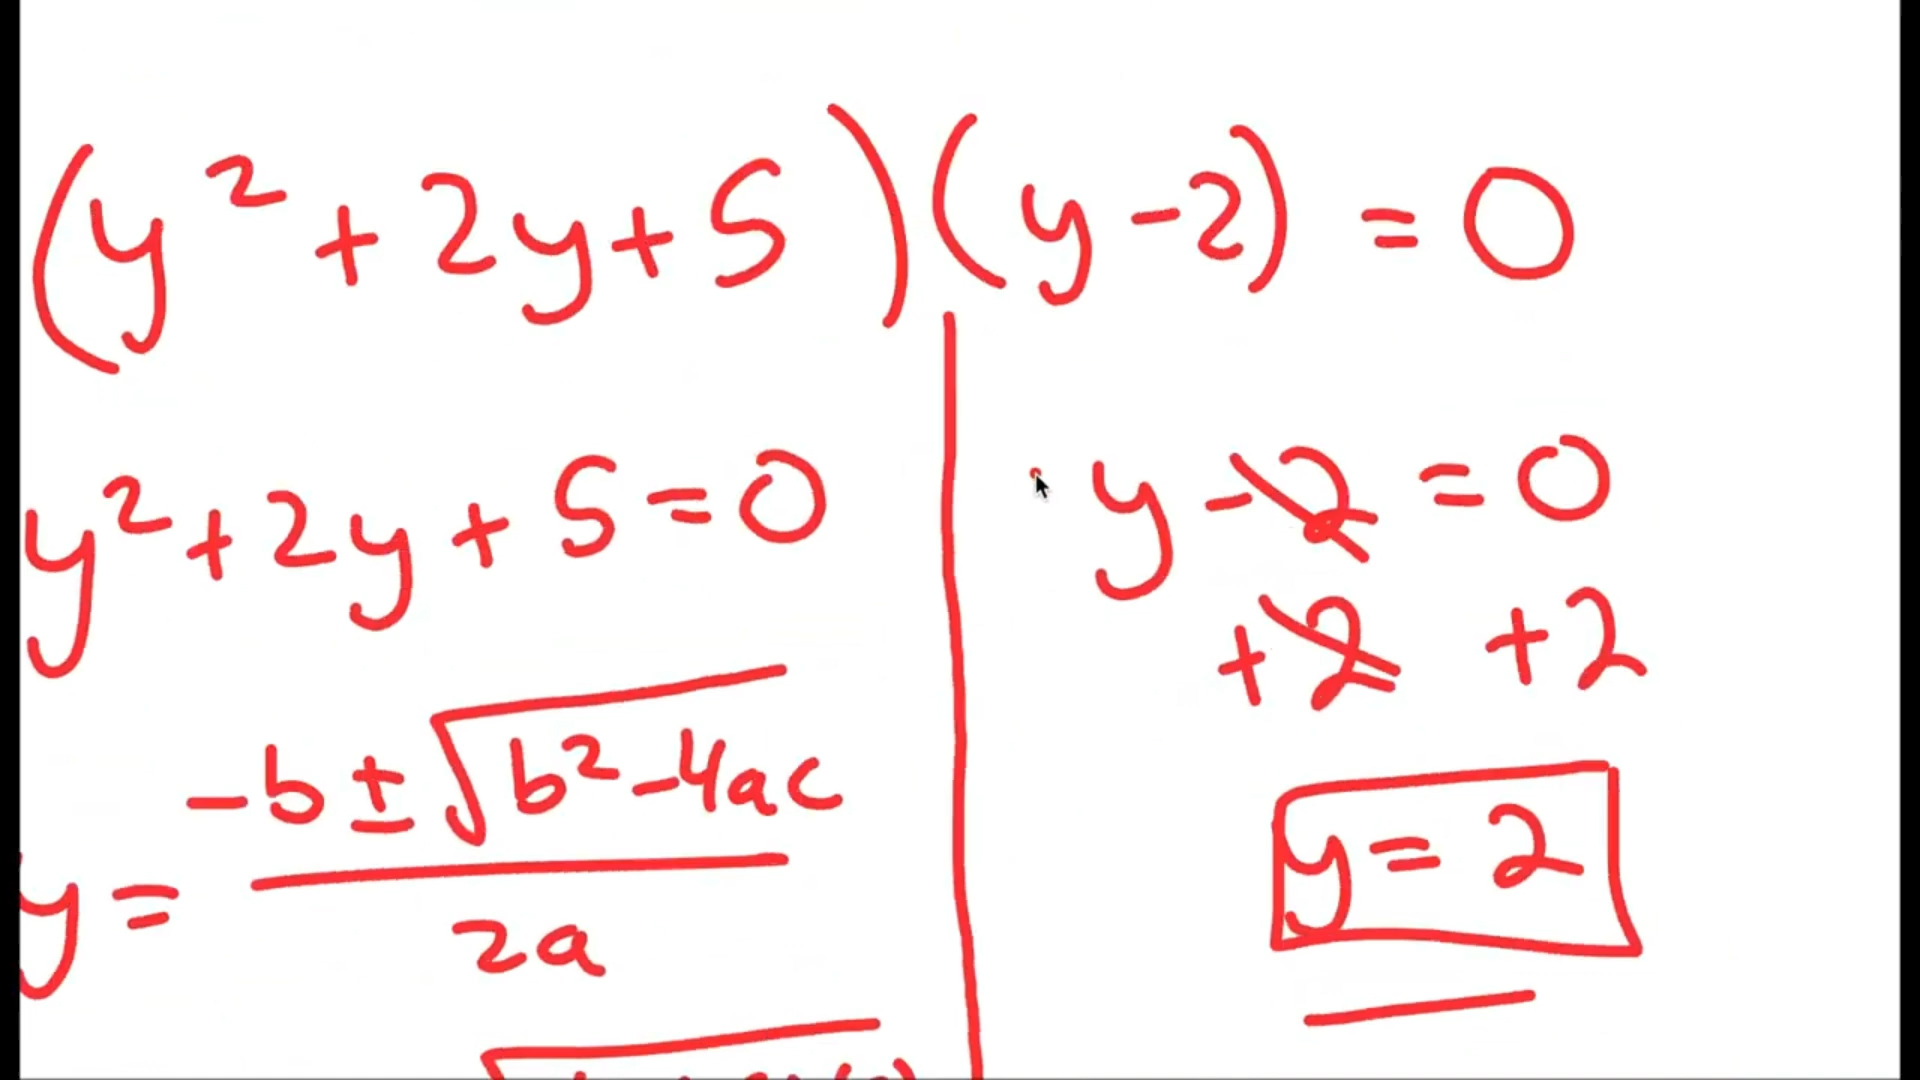 (y² + 2y + 5)(y - 2) = 0
y² + 2y + 5 = 0
y = (-b ± √(b² - 4ac)) / 2a
y - 2 = 0
+ 2 + 2
y = 2